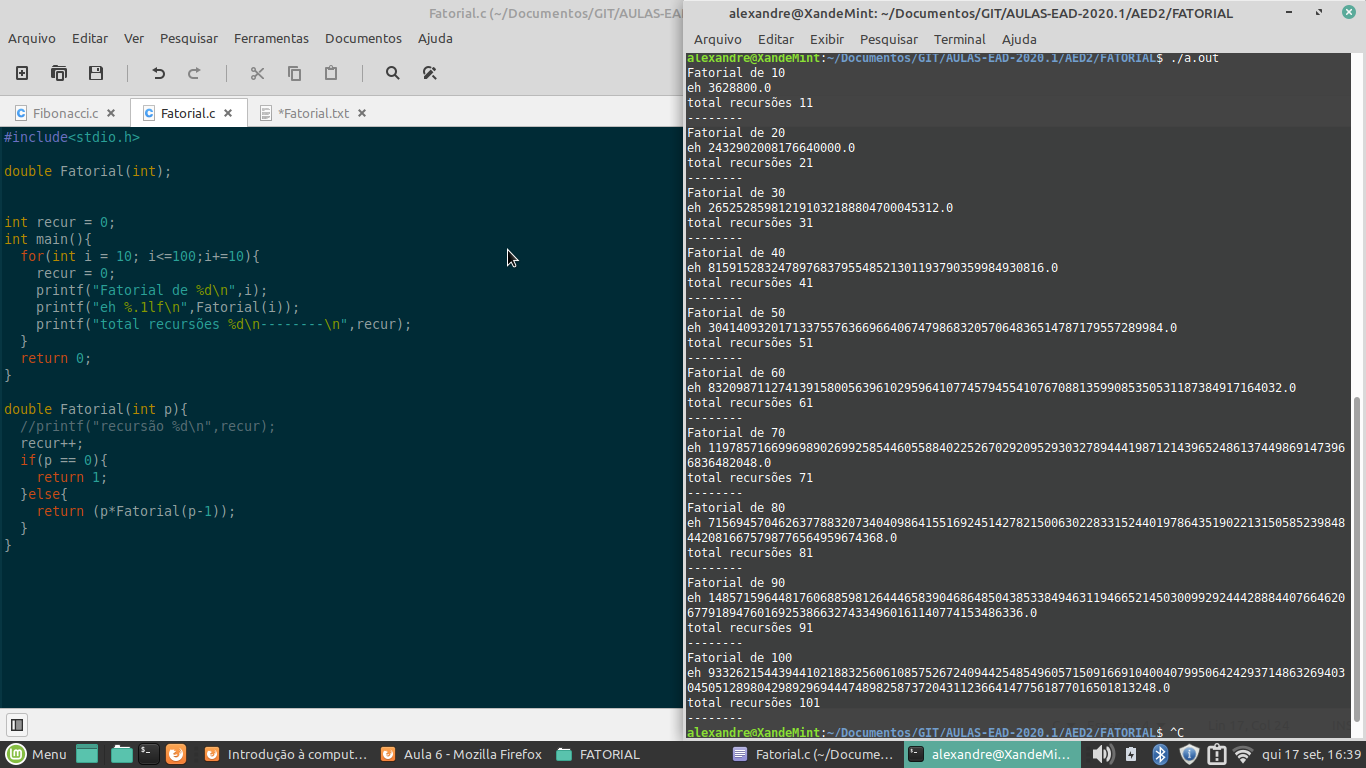 Fatorial.c (~/Documentos/GIT/AULAS-EA
Arquivo Editar Ver Pesquisar Ferramentas Documentos Ajuda
Fibonacci.c
Fatorial.c
*Fatorial.txt
#include<stdio.h>
double Fatorial(int);
int recur = 0;
int main(){
for(int i = 10; i<=100;i+=10){
recur = 0;
printf("Fatorial de %d\n",i);
printf("eh %.1lf\n",Fatorial(i));
printf("total recursões %d\n--------\n",recur);
}
return 0;
}
double Fatorial(int p){
//printf("recursão %d\n",recur);
recur++;
if(p == 0){
return 1;
}else{
return (p*Fatorial(p-1));
}
}
alexandre@XandeMint: ~/Documentos/GIT/AULAS-EAD-2020.1/AED2/FATORIAL
Arquivo Editar Exibir Pesquisar Terminal Ajuda
alexandre@XandeMint:~/Documentos/GIT/AULAS-EAD-2020.1/AED2/FATORIAL$ ./a.out
Fatorial de 10
eh 3628800.0
total recursões 11
--------
Fatorial de 20
eh 2432902008176640000.0
total recursões 21
--------
Fatorial de 30
eh 265252859812191032188804700045312.0
total recursões 31
--------
Fatorial de 40
eh 815915283247897683795548521301193790359984930816.0
total recursões 41
--------
Fatorial de 50
eh 30414093201713375576366966406747986832057064836514787179557289984.0
total recursões 51
--------
Fatorial de 60
eh 8320987112741391580056396102959641077457945541076708813599085350531187384917164032.0
total recursões 61
--------
Fatorial de 70
eh 1197857166996989026992585446055884022526702920952930327894441987121439652486137449869147396
6836482048.0
total recursões 71
--------
Fatorial de 80
eh 7156945704626377883207340409864155169245142782150063022833152440197864351902213150585239848
4420816675798776564959674368.0
total recursões 81
--------
Fatorial de 90
eh 1485715964481760688598126444658390468648504385338494631194665214503009929244428884407664620
677918947601692538663274334960161140774153486336.0
total recursões 91
--------
Fatorial de 100
eh 9332621544394410218832560610857526724094425485496057150916691040040799506424293714863269403
0450512898042989296944474898258737204311236641477561877016501813248.0
total recursões 101
--------
alexandre@XandeMint:~/Documentos/GIT/AULAS-EAD-2020.1/AED2/FATORIAL$ ^C
Menu
Introdução à comput...
Aula 6 - Mozilla Firefox
FATORIAL
Fatorial.c (~/Docume...
alexandre@XandeMi...
qui 17 set, 16:39